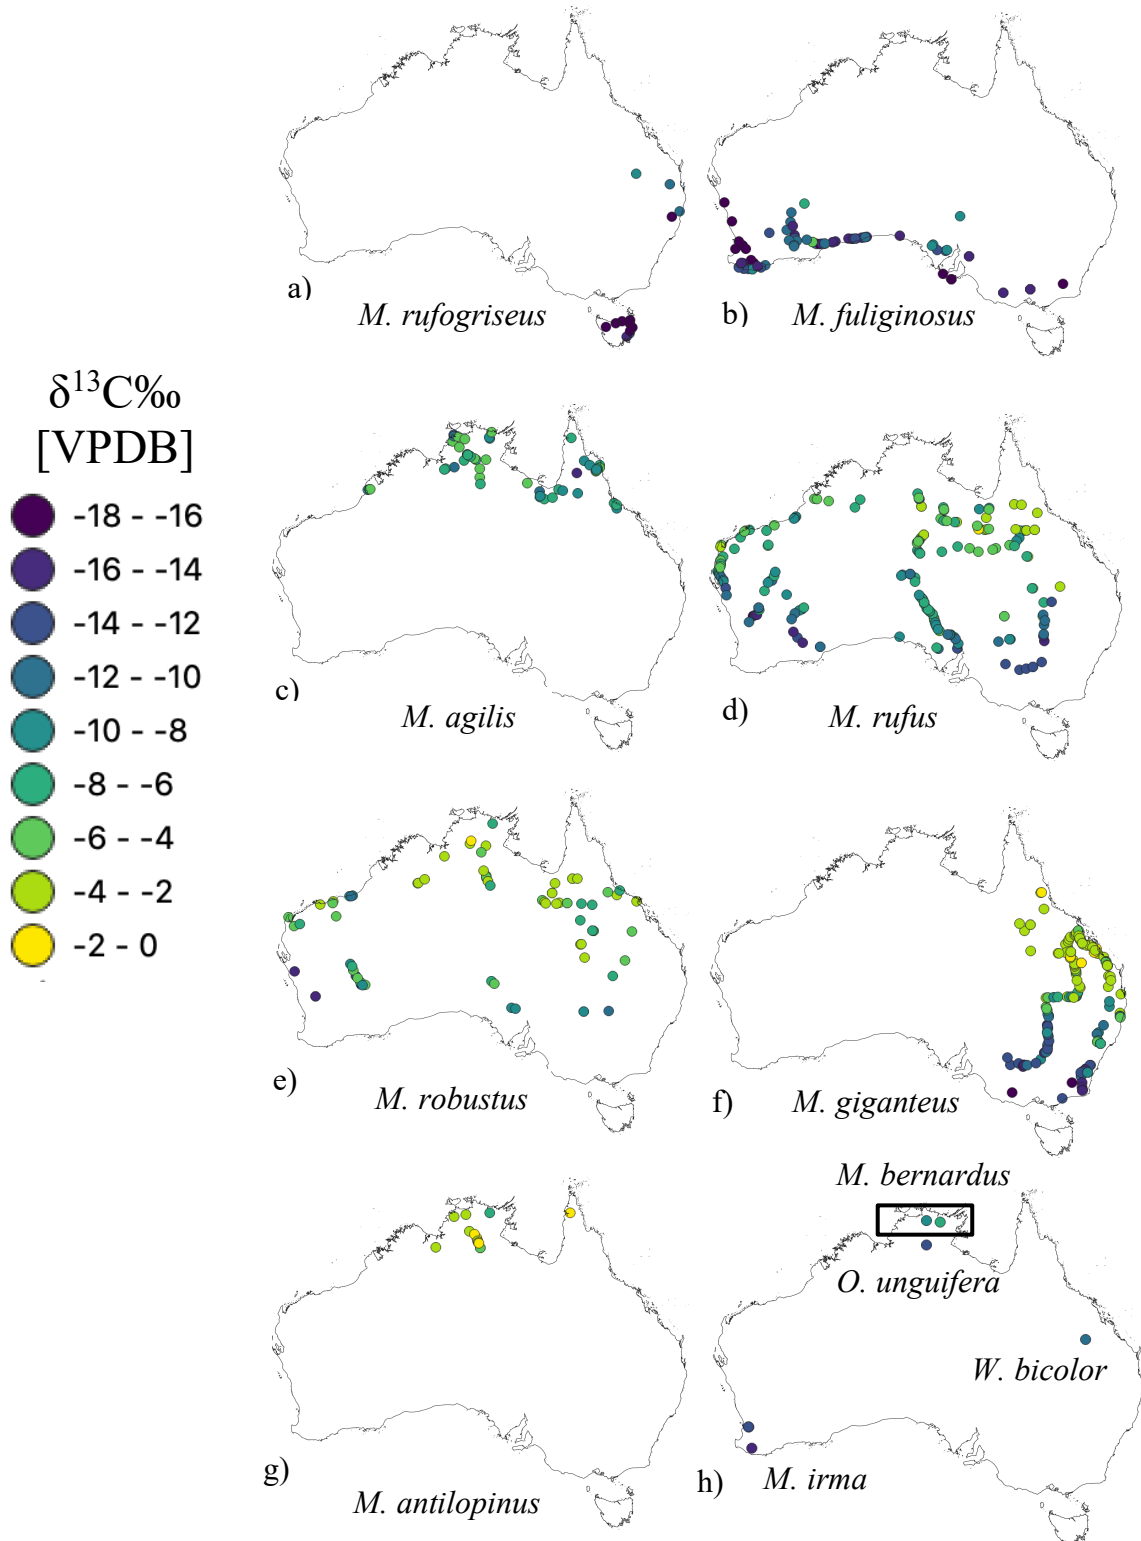 a)
M. rufogriseus
b)
M. fuliginosus
δ¹³C‰
[VPDB]
-18 - -16
-16 - -14
-14 - -12
-12 - -10
-10 - -8
-8 - -6
-6 - -4
-4 - -2
-2 - 0
c)
M. agilis
d)
M. rufus
e)
M. robustus
f)
M. giganteus
g)
M. antilopinus
M. bernardus
O. unguifera
W. bicolor
h)
M. irma